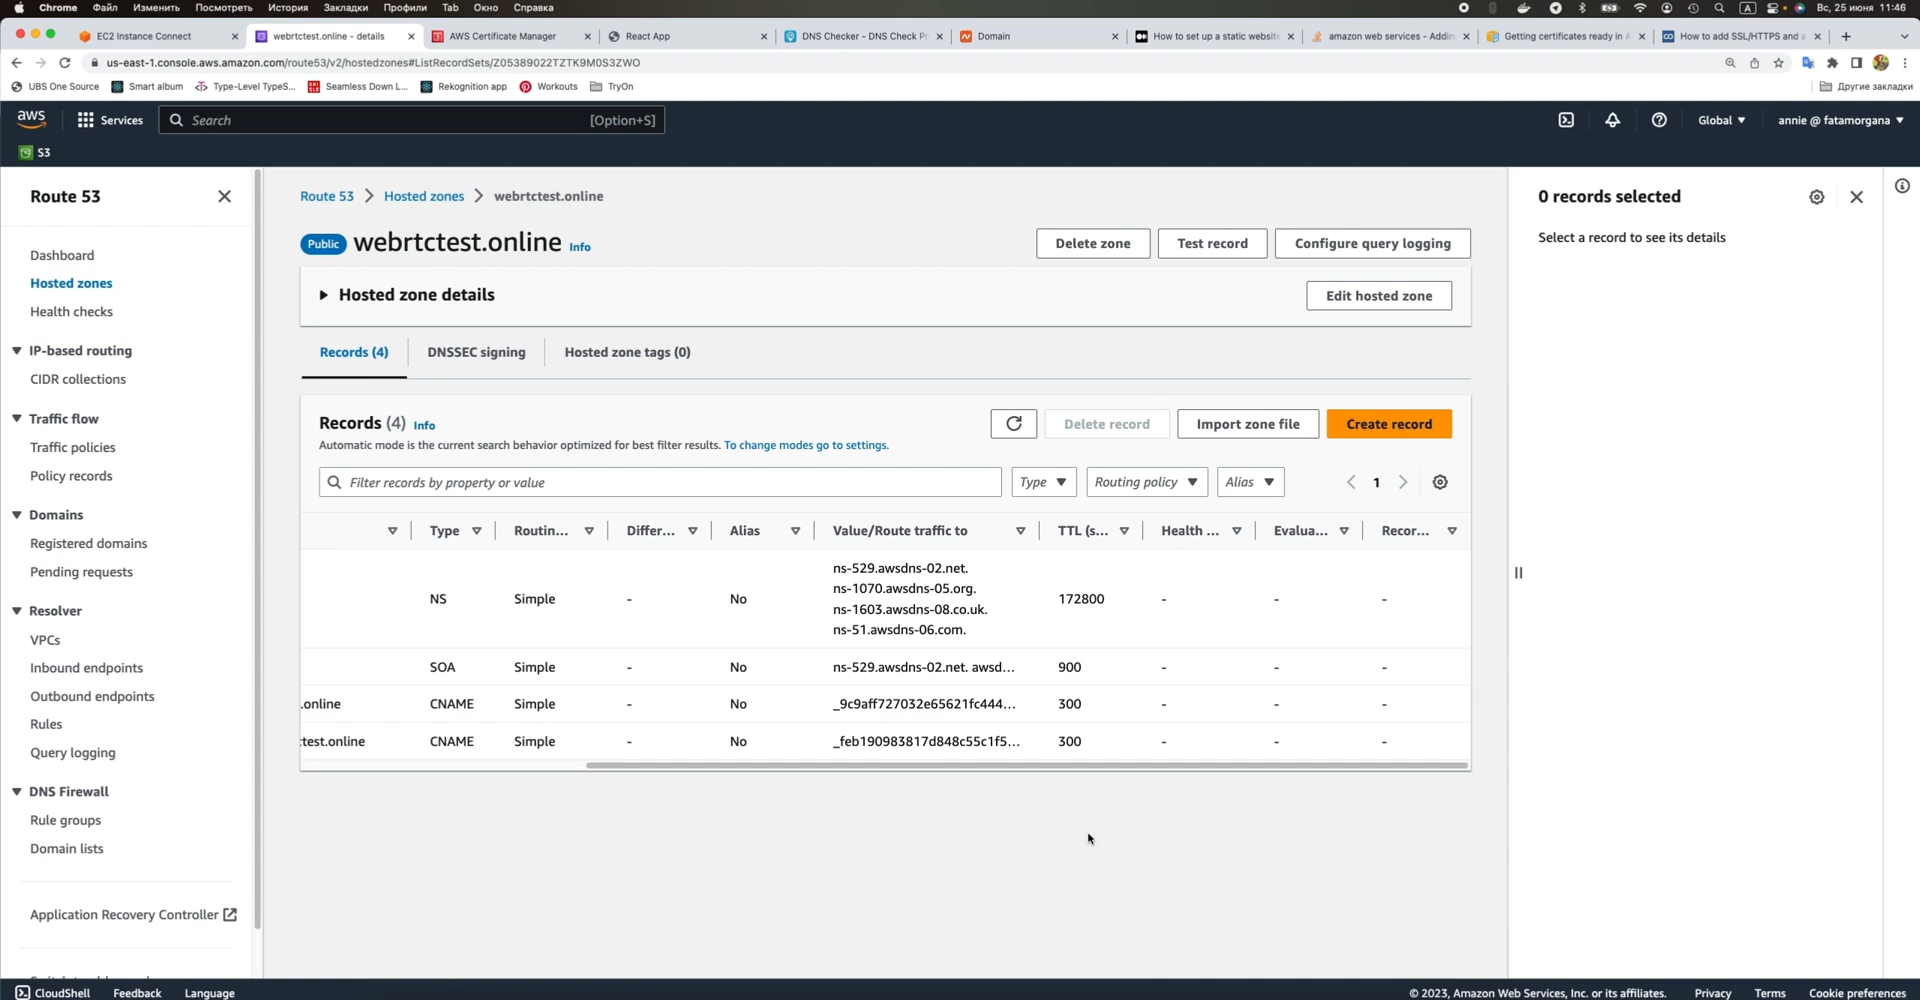 Chrome Файл Изменить Посмотреть История Закладки Профили Tab Окно Справка A Вс, 25 июня 11:46
EC2 Instance Connect webrtctest.online - details AWS Certificate Manager React App DNS Checker - DNS Check Pr Domain How to set up a static website amazon web services - Addin Getting certificates ready in A How to add SSL/HTTPS and a
us-east-1.console.aws.amazon.com/route53/v2/hostedzones#ListRecordSets/Z05389022TZTK9M0S3ZWO
UBS One Source Smart album Type-Level TypeS... Seamless Down L... Rekognition app Workouts TryOn Другие закладки
aws Services Search [Option+S] Global annie @ fatamorgana
S3
Route 53
Dashboard
Hosted zones
Health checks
IP-based routing
CIDR collections
Traffic flow
Traffic policies
Policy records
Domains
Registered domains
Pending requests
Resolver
VPCs
Inbound endpoints
Outbound endpoints
Rules
Query logging
DNS Firewall
Rule groups
Domain lists
Application Recovery Controller
Route 53 Hosted zones webrtctest.online
Public webrtctest.online Info
Delete zone Test record Configure query logging
Hosted zone details Edit hosted zone
Records (4) DNSSEC signing Hosted zone tags (0)
Records (4) Info
Delete record Import zone file Create record
Automatic mode is the current search behavior optimized for best filter results. To change modes go to settings.
Filter records by property or value Type Routing policy Alias 1
Type Routin... Differ... Alias Value/Route traffic to TTL (s... Health ... Evalua... Recor...
NS Simple - No ns-529.awsdns-02.net.
ns-1070.awsdns-05.org.
ns-1603.awsdns-08.co.uk.
ns-51.awsdns-06.com.
172800 - - -
SOA Simple - No ns-529.awsdns-02.net. awsd... 900 - - -
.online CNAME Simple - No _9c9aff727032e65621fc444... 300 - - -
test.online CNAME Simple - No _feb190983817d848c55c1f5... 300 - - -
0 records selected
Select a record to see its details
CloudShell Feedback Language © 2023, Amazon Web Services, Inc. or its affiliates. Privacy Terms Cookie preferences